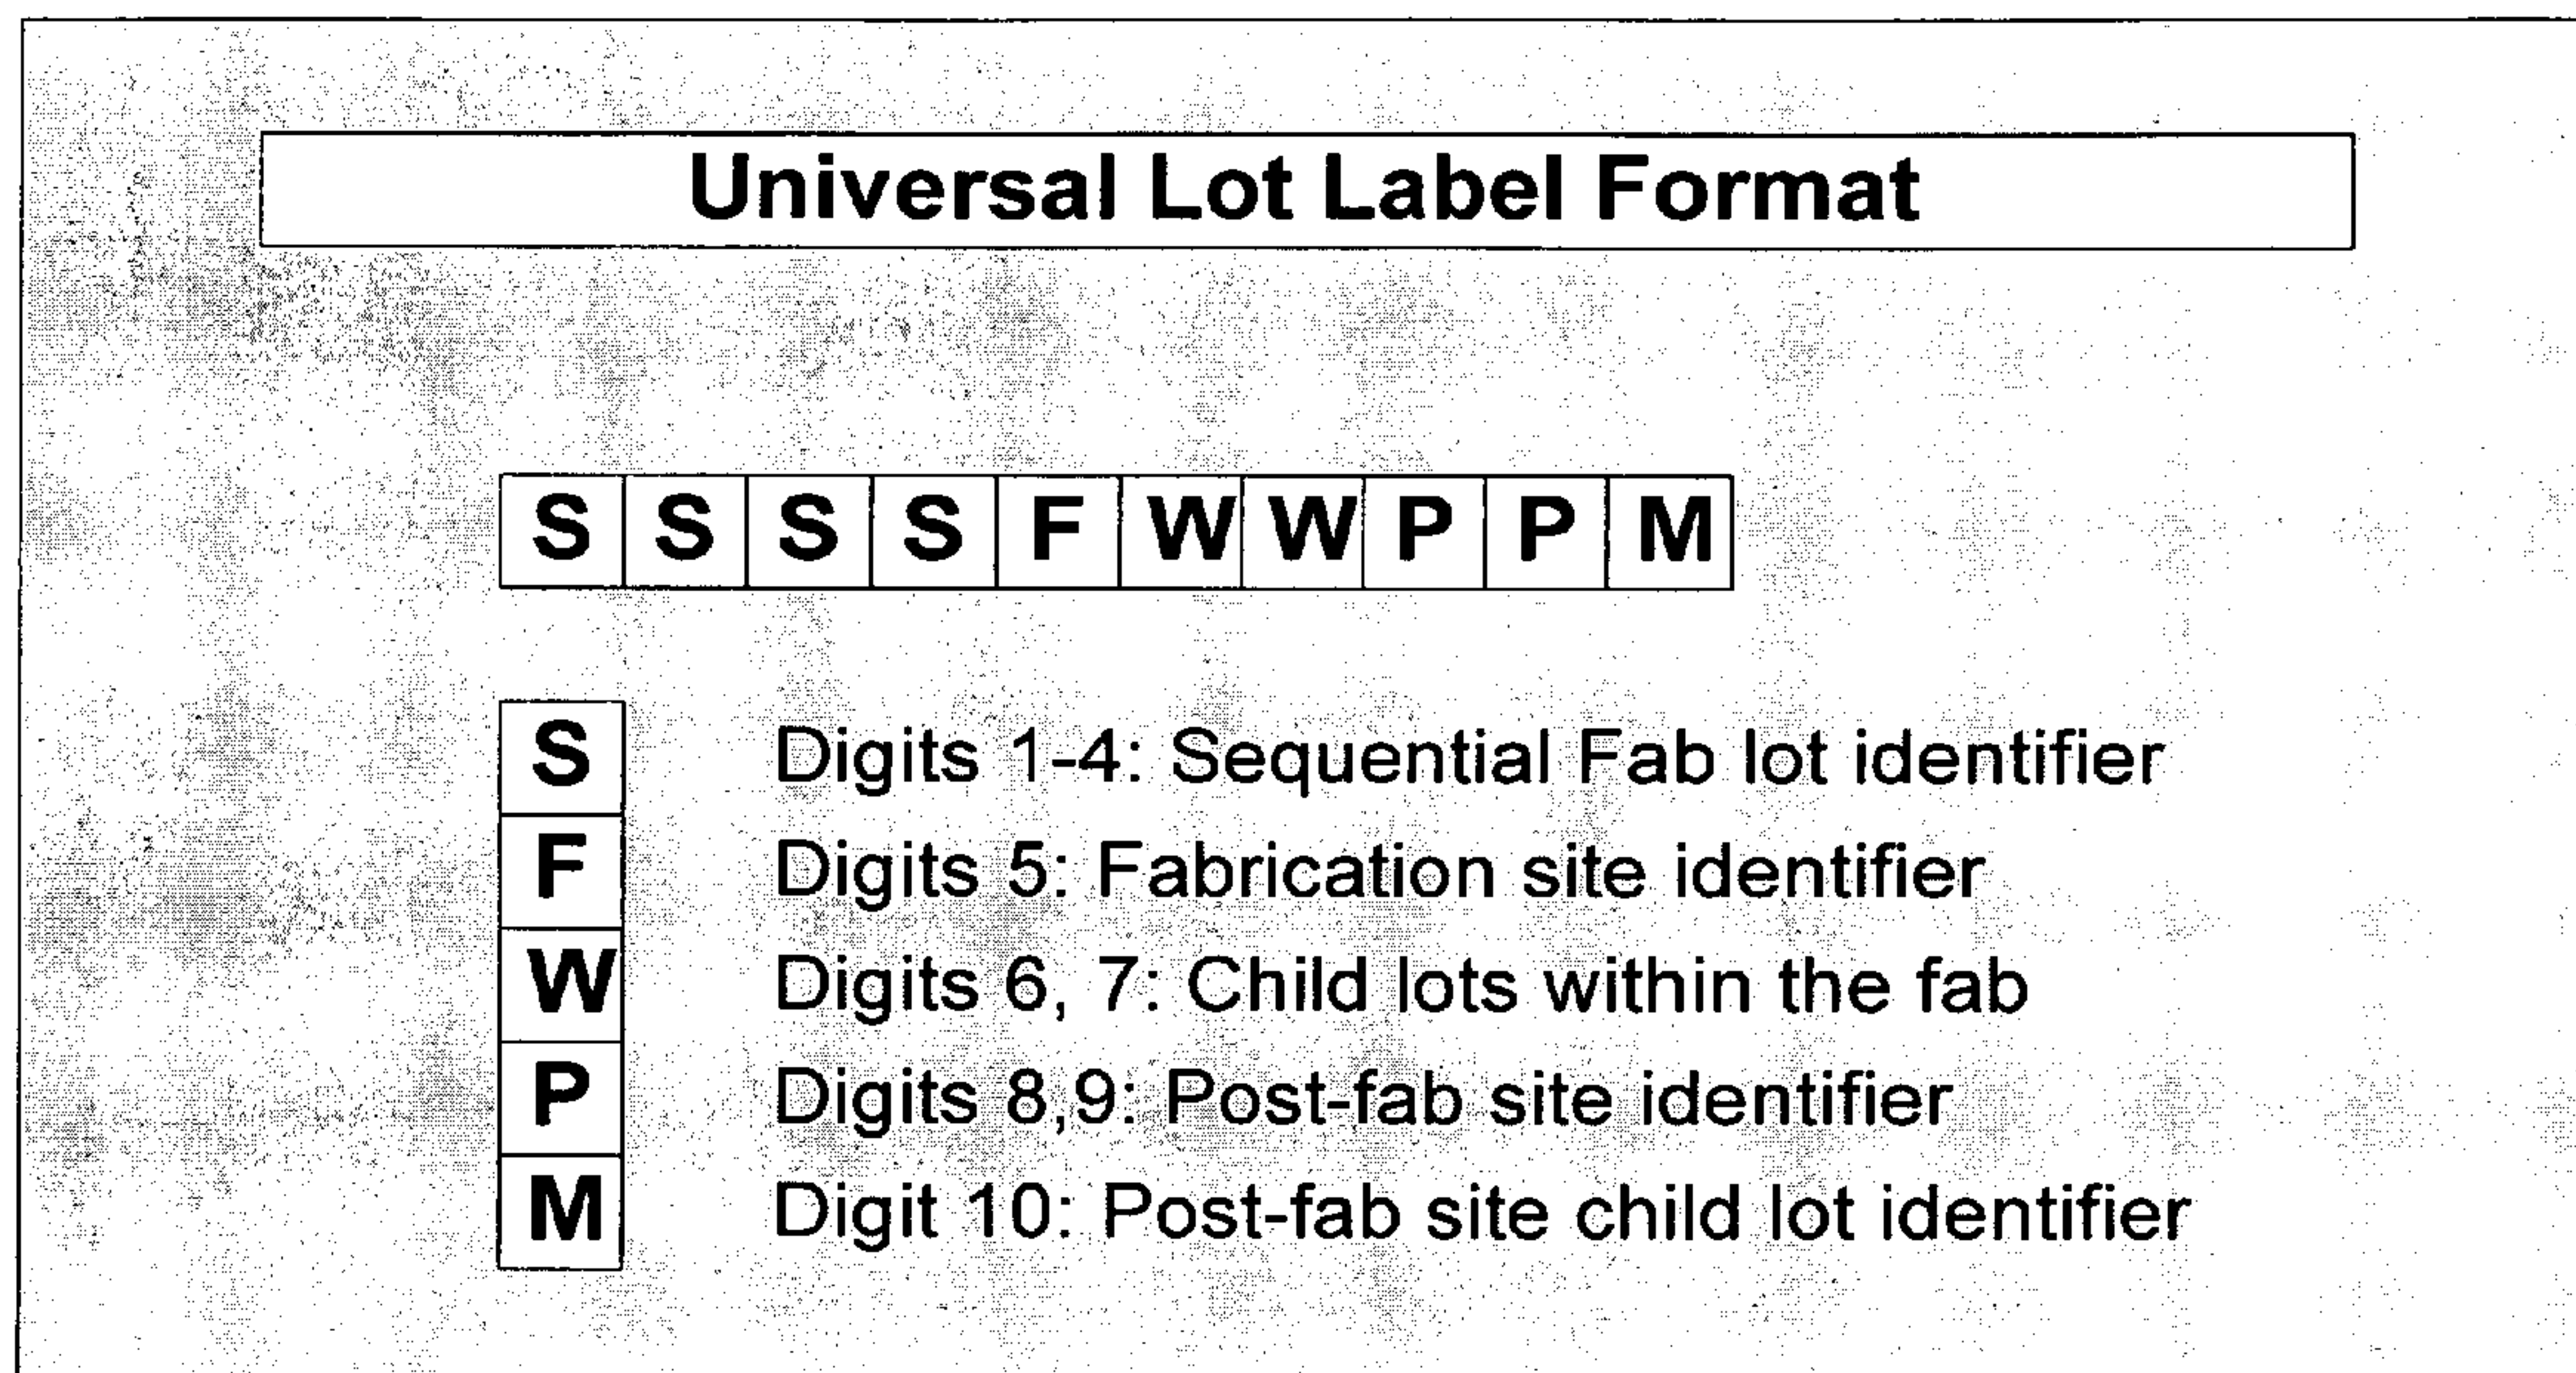 Universal Lot Label Format
S S S S F W W P P M
S Digits 1-4: Sequential Fab lot identifier
F Digits 5: Fabrication site identifier
W Digits 6, 7: Child lots within the fab
P Digits 8,9: Post-fab site identifier
M Digit 10: Post-fab site child lot identifier